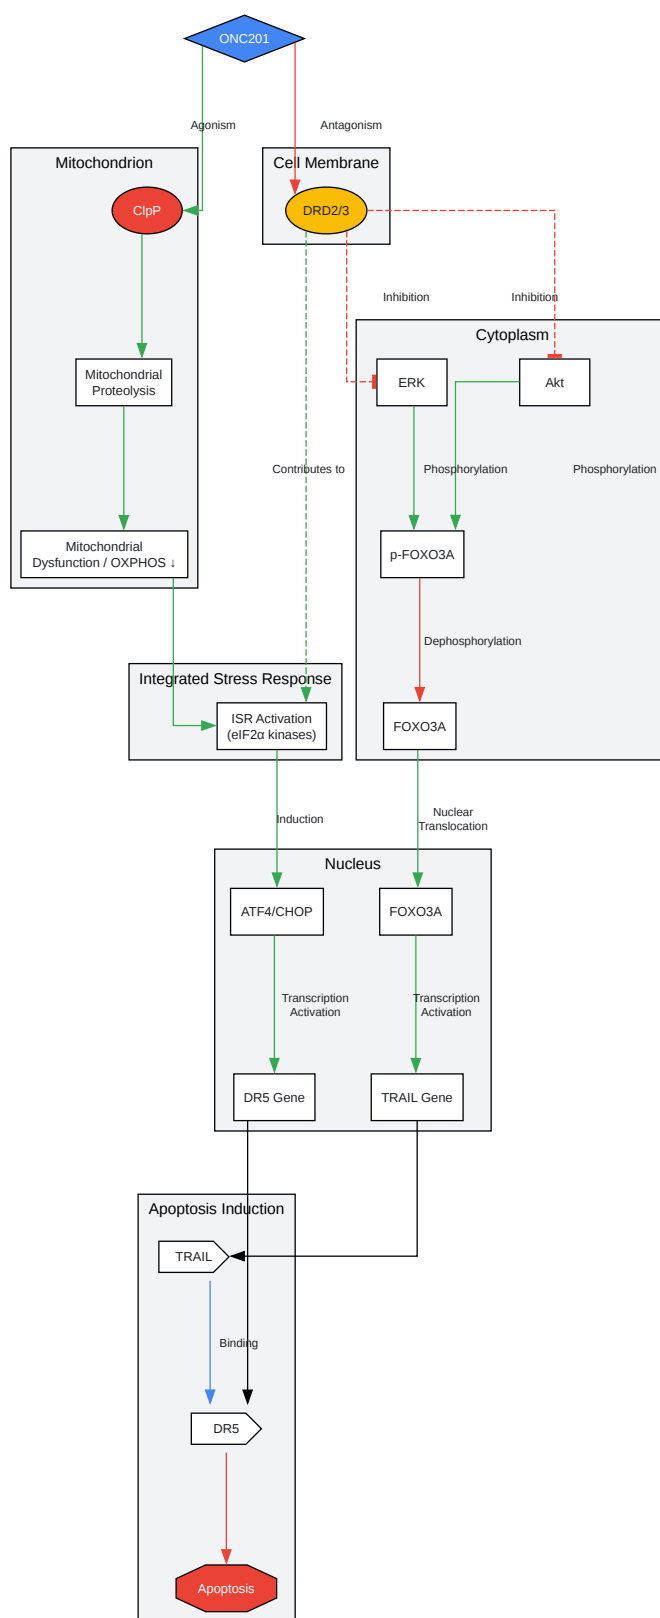 ONC201
Agonism
Antagonism
Mitochondrion
Cell Membrane
ClpP
DRD2/3
Inhibition
Inhibition
Cytoplasm
Mitochondrial
Proteolysis
ERK
Akt
Contributes to
Phosphorylation
Phosphorylation
Mitochondrial
Dysfunction / OXPHOS ↓
p-FOXO3A
Dephosphorylation
Integrated Stress Response
ISR Activation
(eIF2α kinases)
FOXO3A
Induction
Nuclear
Translocation
Nucleus
ATF4/CHOP
FOXO3A
Transcription
Activation
Transcription
Activation
DR5 Gene
TRAIL Gene
Apoptosis Induction
TRAIL
Binding
DR5
Apoptosis